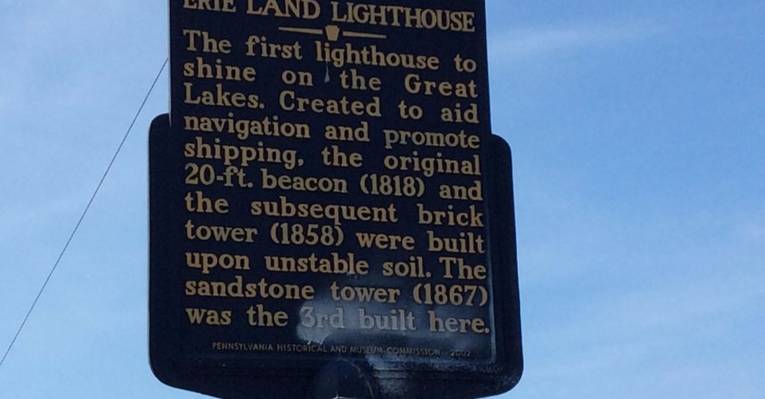 ERIE LAND LIGHTHOUSE
The first lighthouse to
shine on the Great
Lakes. Created to aid
navigation and promote
shipping, the original
20-ft. beacon (1818) and
the subsequent brick
tower (1858) were built
upon unstable soil. The
sandstone tower (1867)
was the 3rd built here.
PENNSYLVANIA HISTORICAL AND MUSEUM COMMISSION 2002